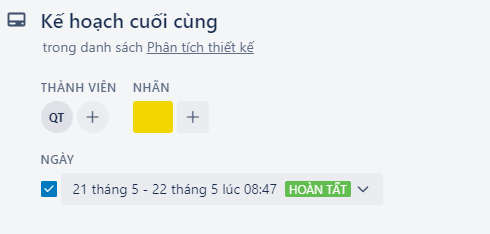 Kế hoạch cuối cùng
trong danh sách Phân tích thiết kế
THÀNH VIÊN NHÃN
QT
NGÀY
21 tháng 5 - 22 tháng 5 lúc 08:47 HOÀN TẤT